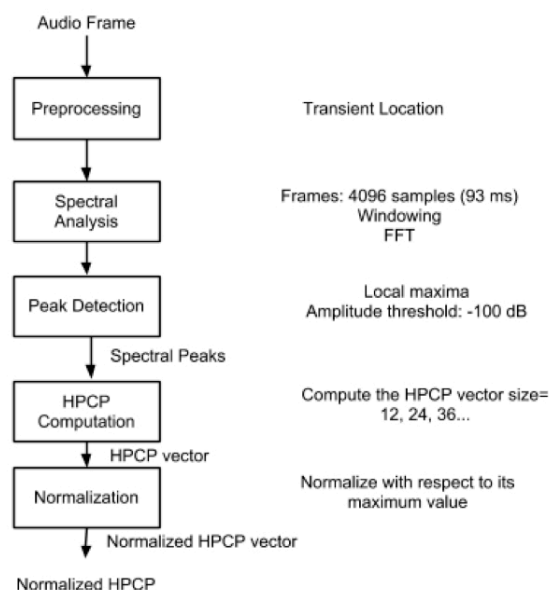 Audio Frame
Preprocessing
Transient Location
Spectral
Analysis
Frames: 4096 samples (93 ms)
Windowing
FFT
Peak Detection
Local maxima
Amplitude threshold: -100 dB
Spectral Peaks
HPCP
Computation
Compute the HPCP vector size=
12, 24, 36...
HPCP vector
Normalization
Normalize with respect to its
maximum value
Normalized HPCP vector
Normalized HPCP